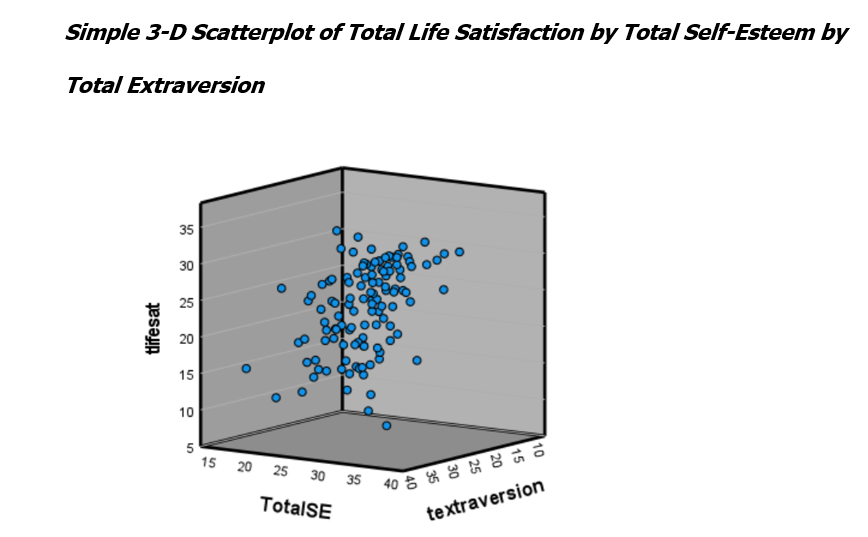 Simple 3-D Scatterplot of Total Life Satisfaction by Total Self-Esteem by
Total Extraversion
35
30
25
20
15
10
5
tlifesat
15 20 25 30 35 40
TotalSE
40 35 30 25 20 15 10
textraversion